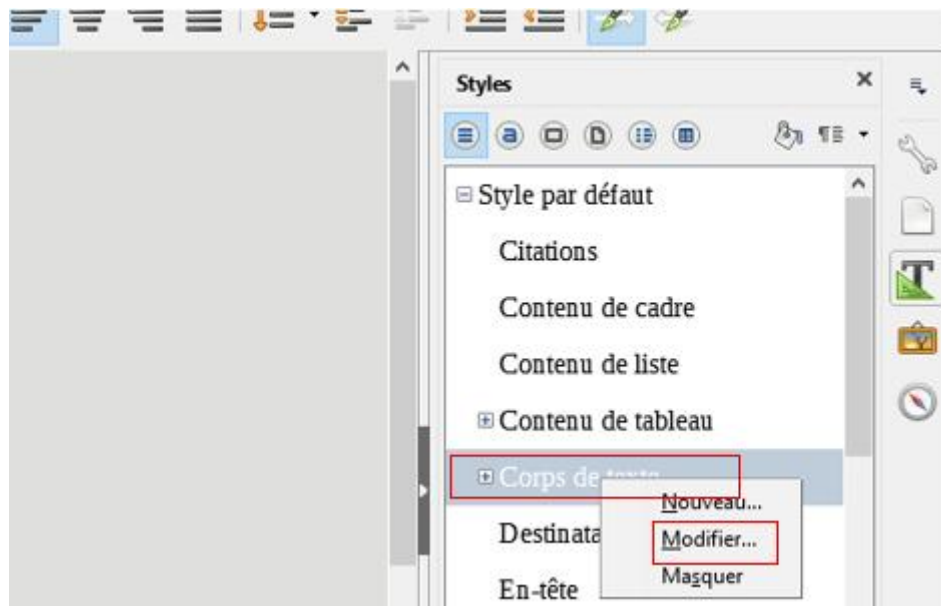 Styles
Style par défaut
Citations
Contenu de cadre
Contenu de liste
Contenu de tableau
Corps de texte
Nouveau...
Destinata
Modifier...
En-tête
Masquer